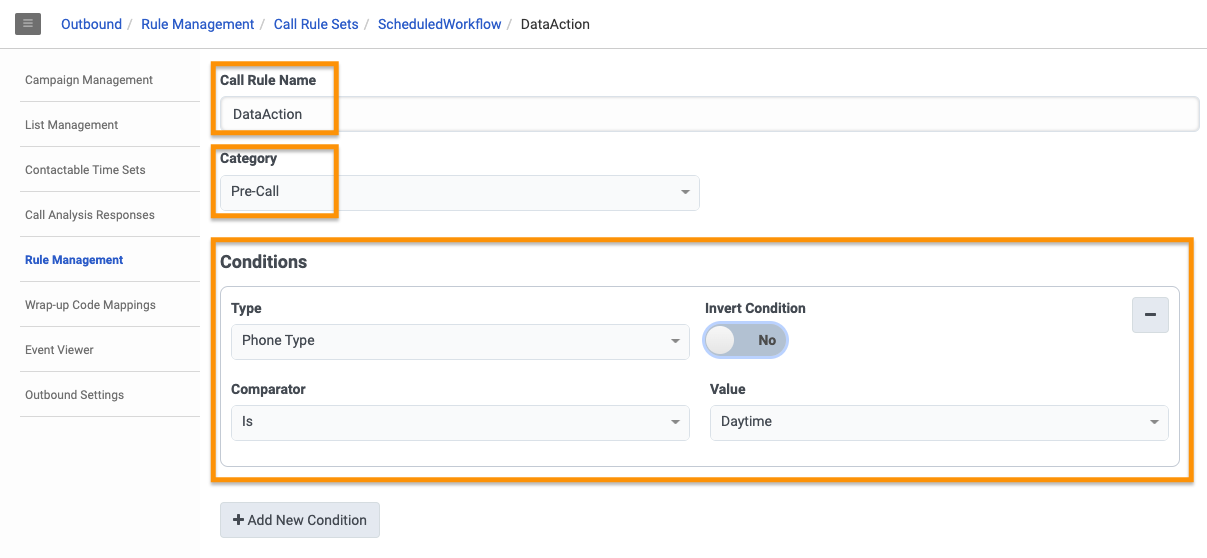 Outbound / Rule Management / Call Rule Sets / ScheduledWorkflow / DataAction
Campaign Management
List Management
Contactable Time Sets
Call Analysis Responses
Rule Management
Wrap-up Code Mappings
Event Viewer
Outbound Settings
Call Rule Name
DataAction
Category
Pre-Call
Conditions
Type
Invert Condition
Phone Type
No
Comparator
Value
Is
Daytime
+ Add New Condition